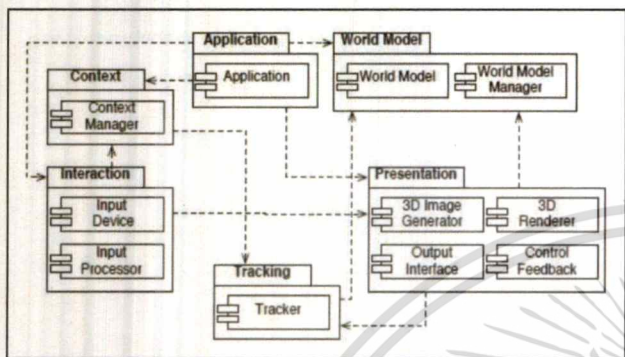 Application
World Model
Context
Application
World Model
World Model
Manager
Context
Manager
Interaction
Presentation
Input
Device
3D Image
Generator
3D
Renderer
Input
Processor
Output
Interface
Control
Feedback
Tracking
Tracker